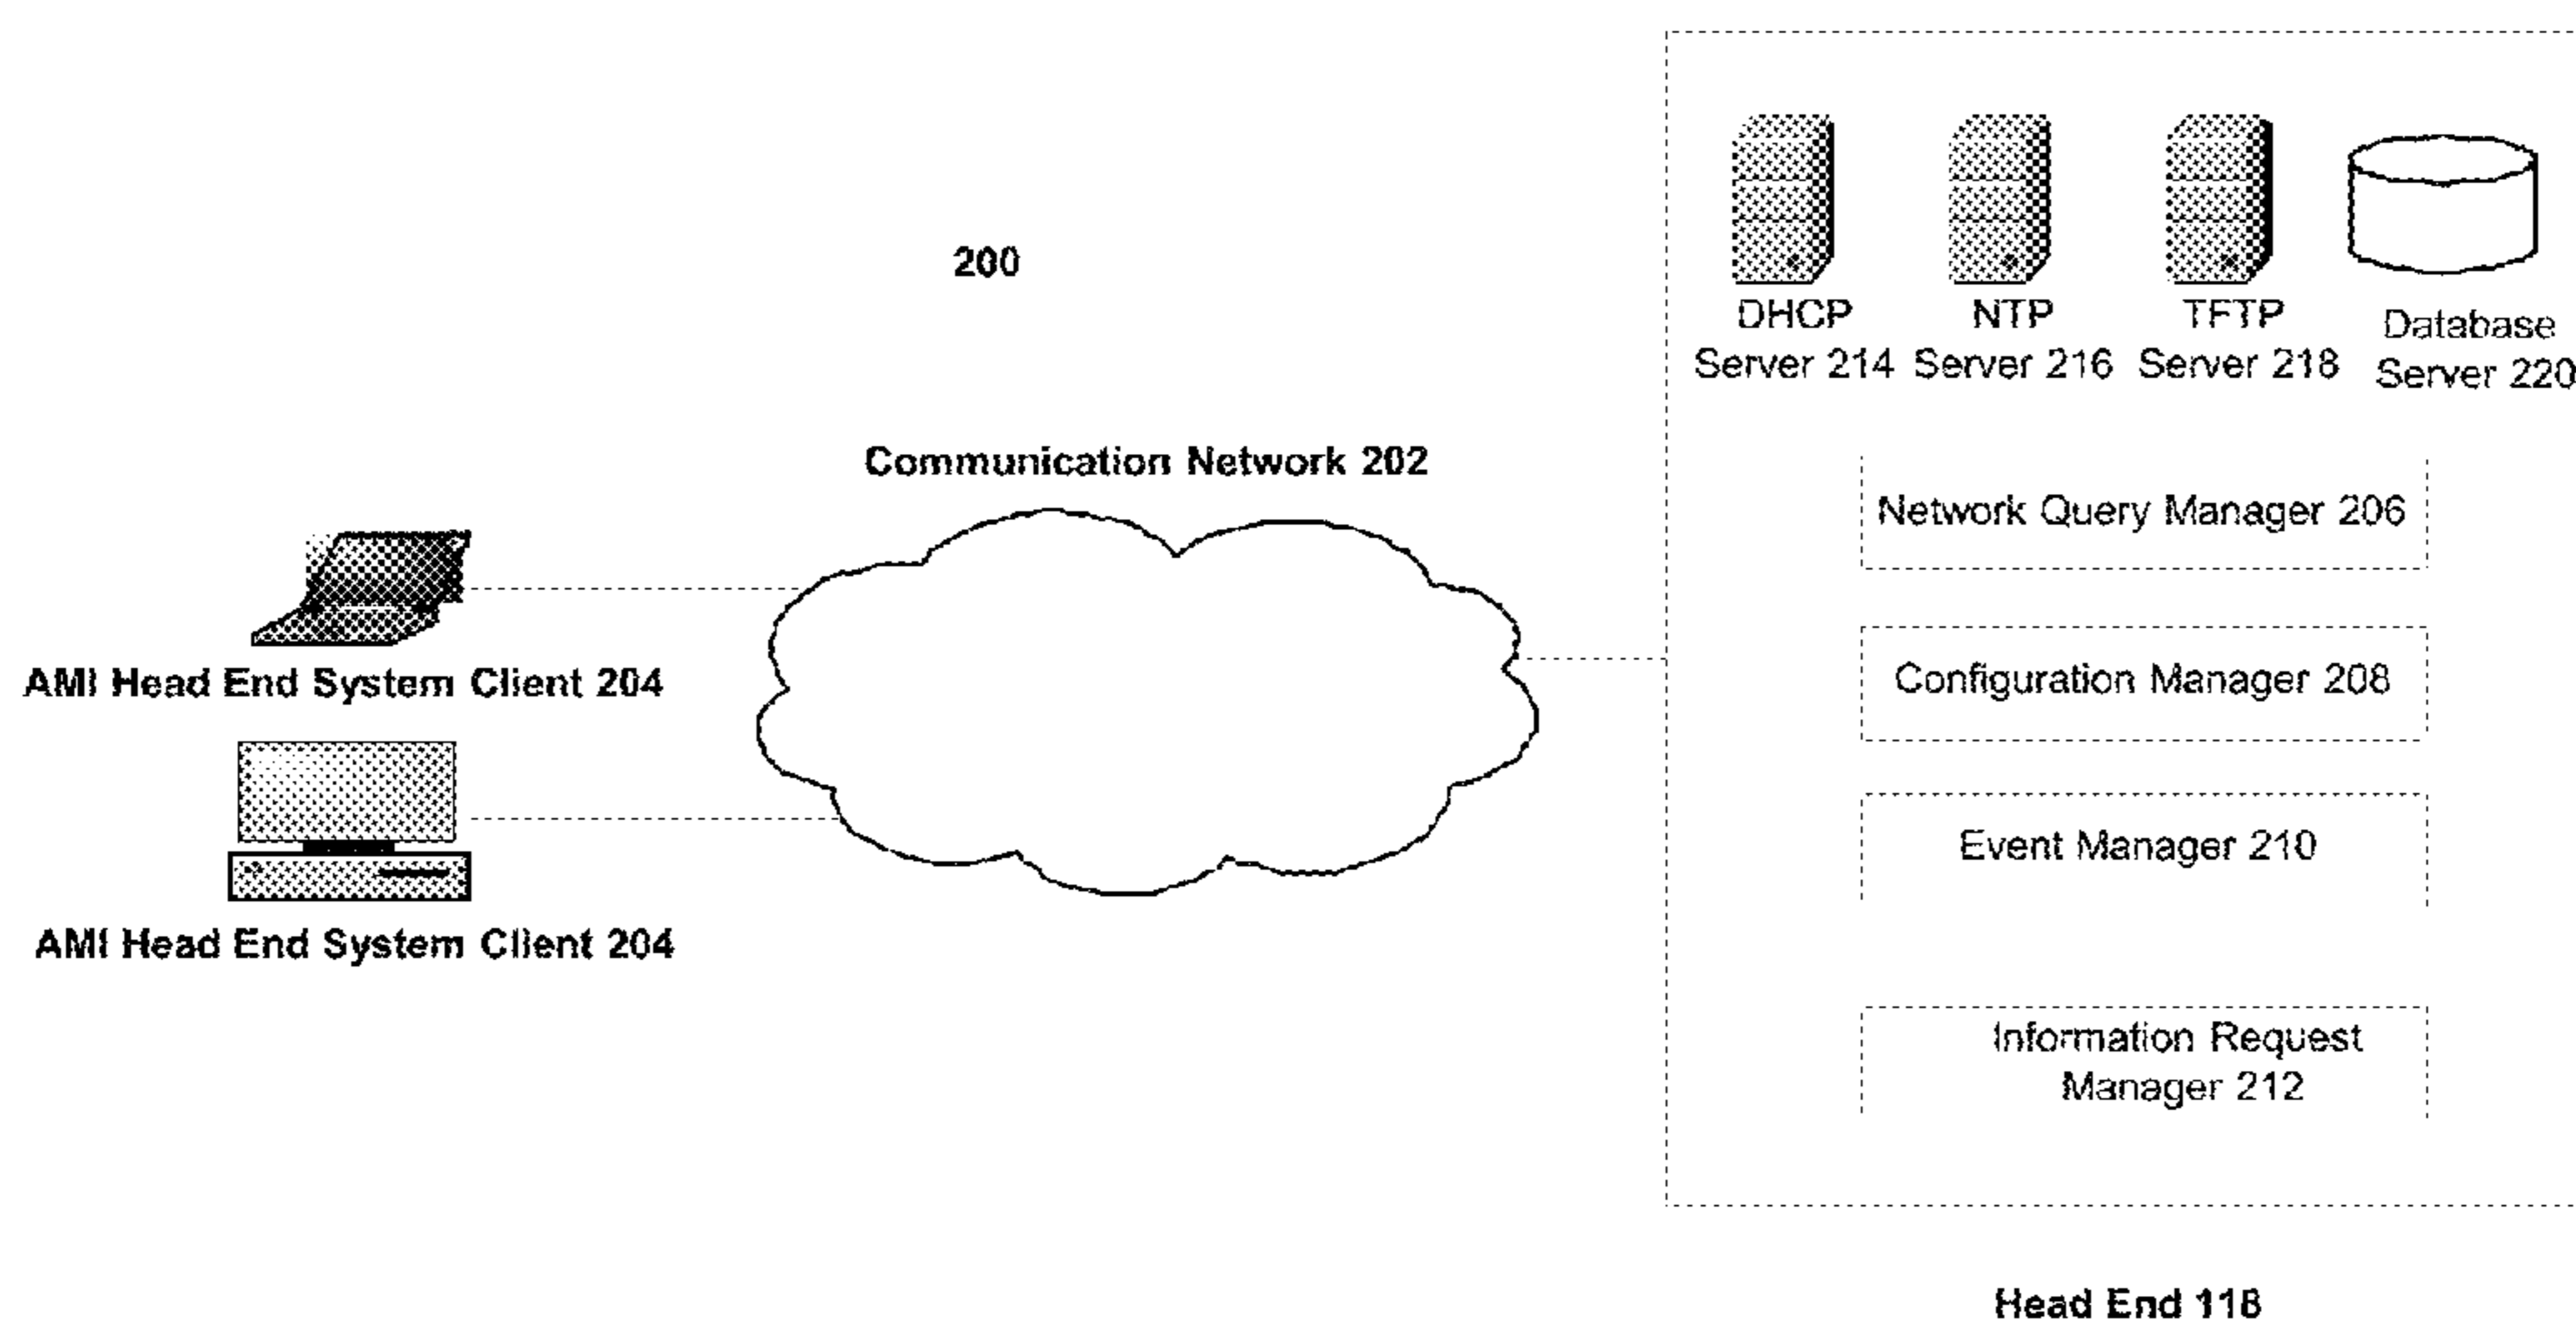 200
DHCP
Server 214
NTP
Server 216
TFTP
Server 218
Database
Server 220
Communication Network 202
Network Query Manager 206
AMI Head End System Client 204
Configuration Manager 208
Event Manager 210
AMI Head End System Client 204
Information Request
Manager 212
Head End 118